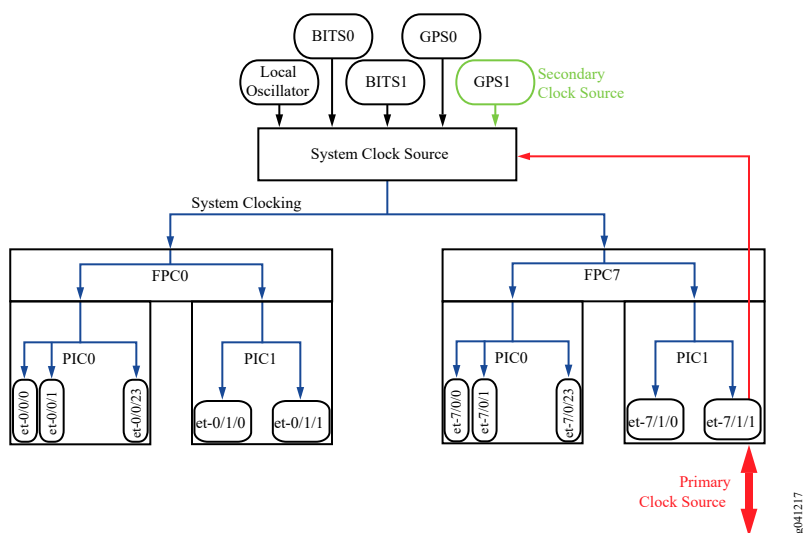 BITS0
GPS0
Local
Oscillator
BITS1
GPS1
Secondary
Clock Source
System Clock Source
System Clocking
FPC0
FPC7
PIC0
PIC1
PIC0
PIC1
et-0/0/0
et-0/0/1
et-0/0/23
et-0/1/0
et-0/1/1
et-7/0/0
et-7/0/1
et-7/0/23
et-7/1/0
et-7/1/1
Primary
Clock Source
g041217